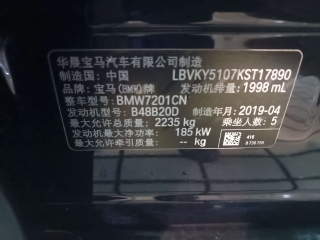 华晨宝马汽车有限公司制造
制造国：中国 LBVKY5107KST17890
品牌：宝马(BMW)牌 发动机排量：1998 mL
整车型号：BMW7201CN
发动机型号：B48B20D 制造年月：2019-04
最大允许总质量：2235 kg 乘坐人数：5
发动机最大净功率：185 kW
最大允许牵引质量：-- kg
416